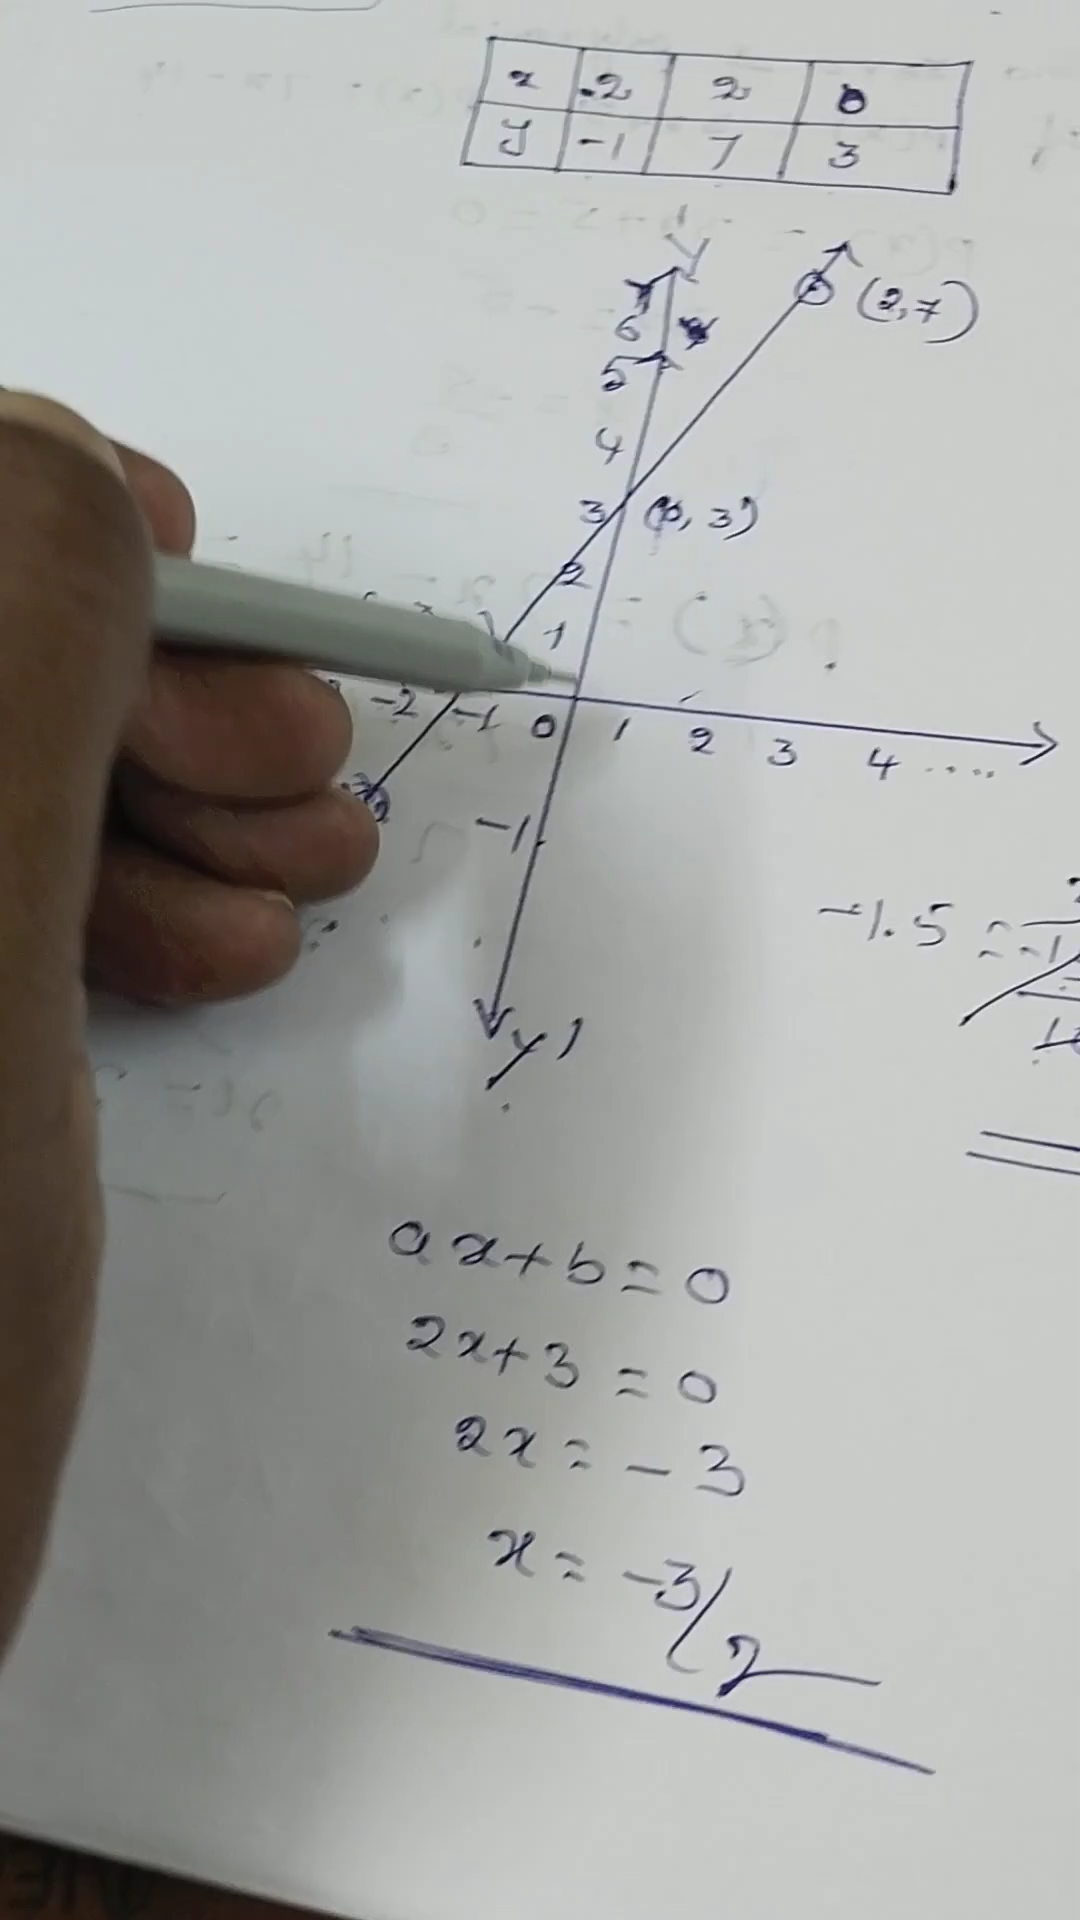 x -2 2 0
y -1 7 3
y
7
6
5
(2,7)
4
3 (0, 3)
2
1
-2 -1 0 1 2 3 4 ....
-1
-1.5 =
y'
ax+b=0
2x+3=0
2x=-3
x=-3/2